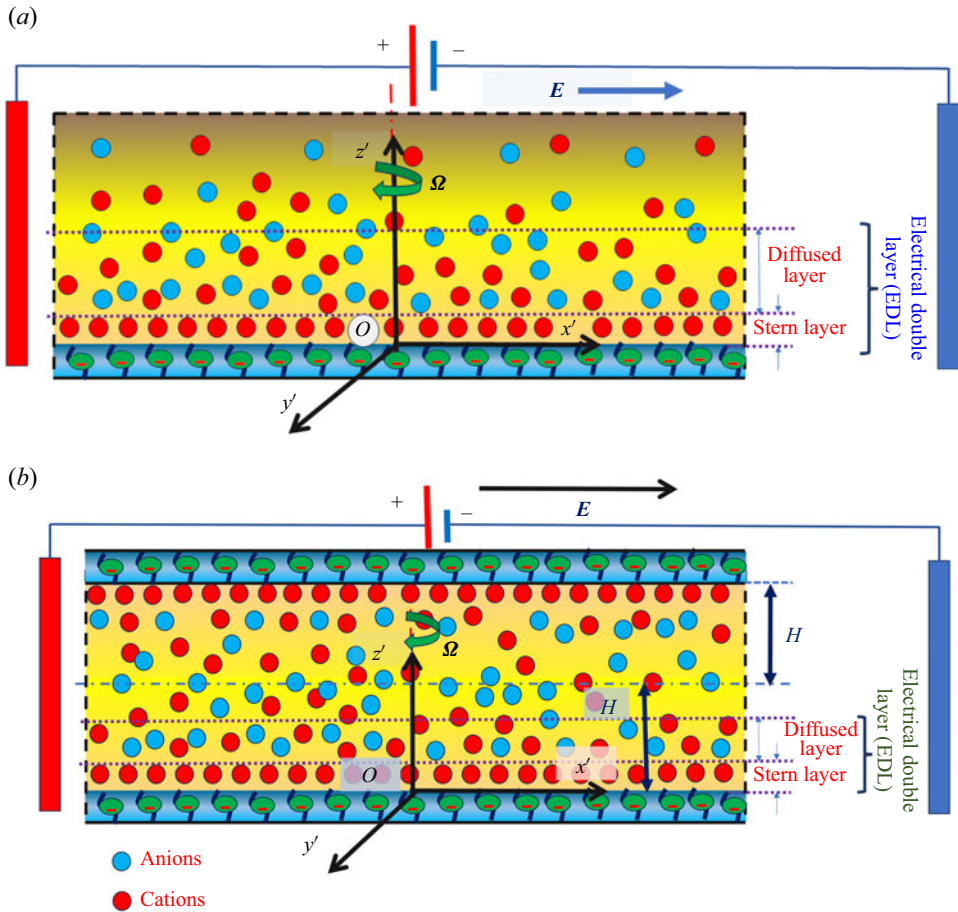 (a)
+
−
E
z′
Ω
Electrical double
layer (EDL)
Diffused
layer
Stern layer
O
x′
y′
(b)
+
−
E
H
Ω
z′
H
Electrical double
layer (EDL)
Diffused
layer
Stern layer
O
x′
y′
Anions
Cations